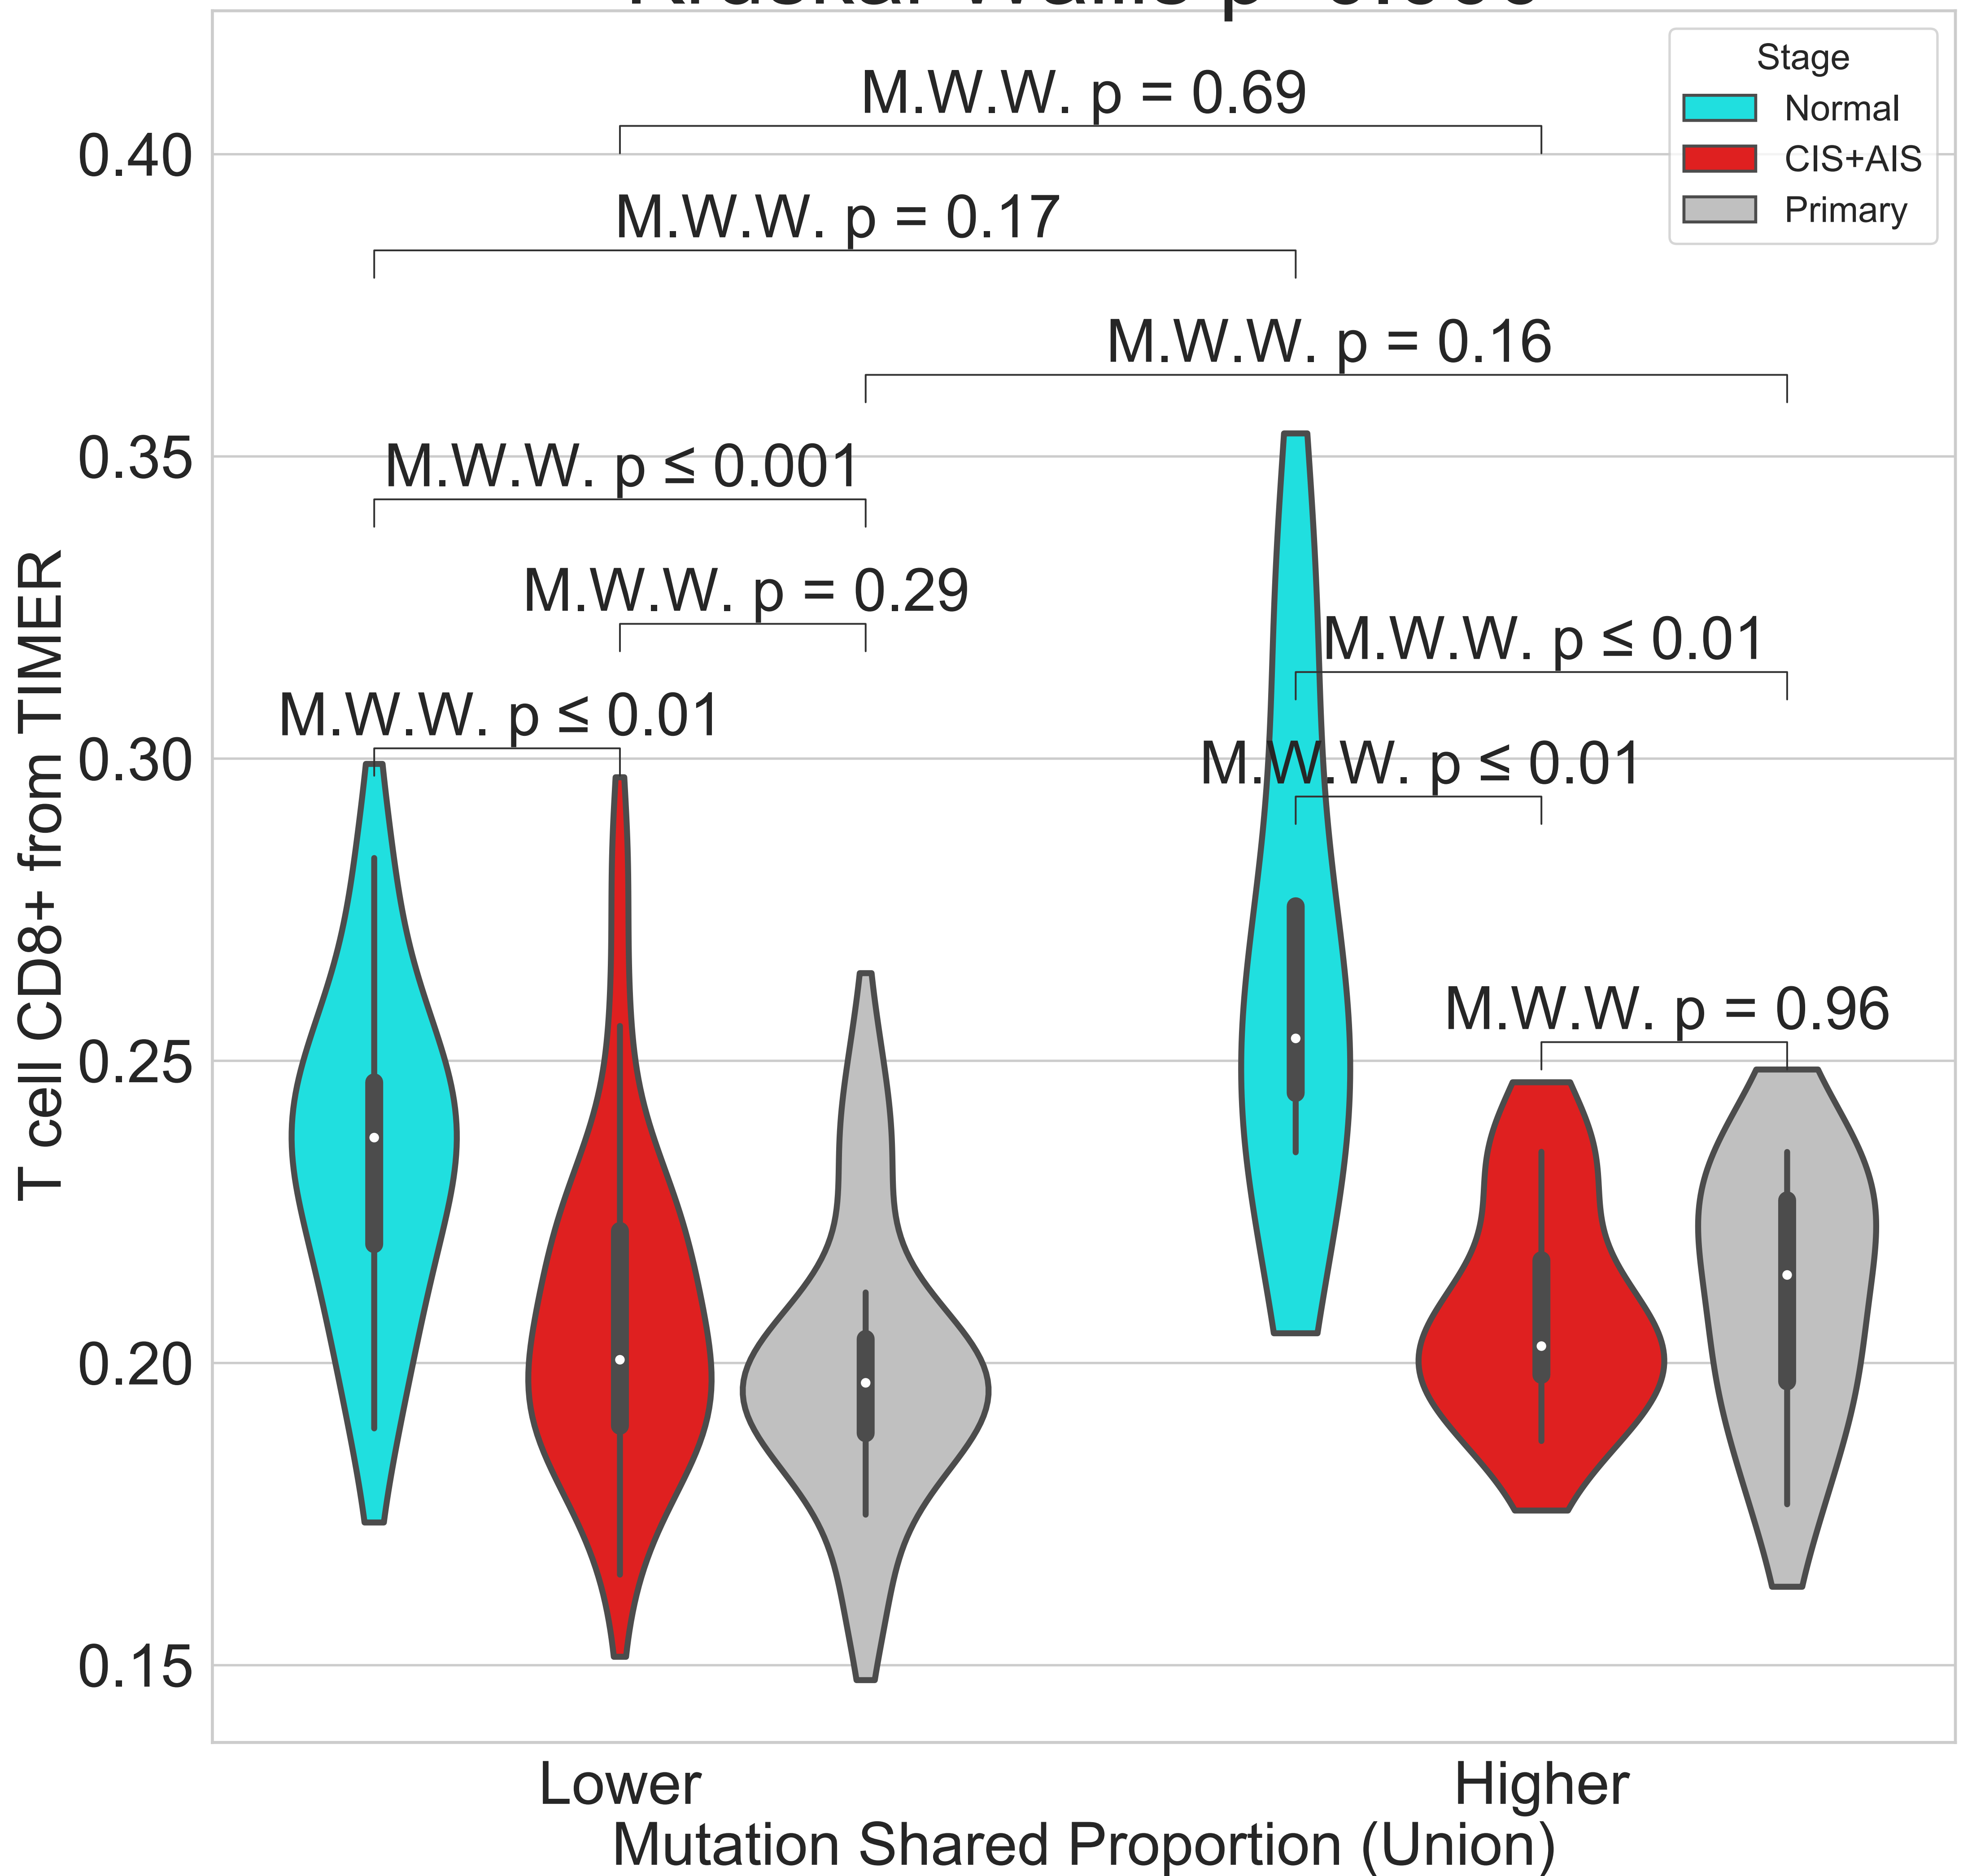 Stage
Normal
CIS+AIS
Primary
M.W.W. p = 0.69
M.W.W. p = 0.17
M.W.W. p = 0.16
M.W.W. p ≤ 0.001
M.W.W. p = 0.29
M.W.W. p ≤ 0.01
M.W.W. p ≤ 0.01
M.W.W. p ≤ 0.01
M.W.W. p = 0.96
T cell CD8+ from TIMER
0.40
0.35
0.30
0.25
0.20
0.15
Lower
Higher
Mutation Shared Proportion (Union)